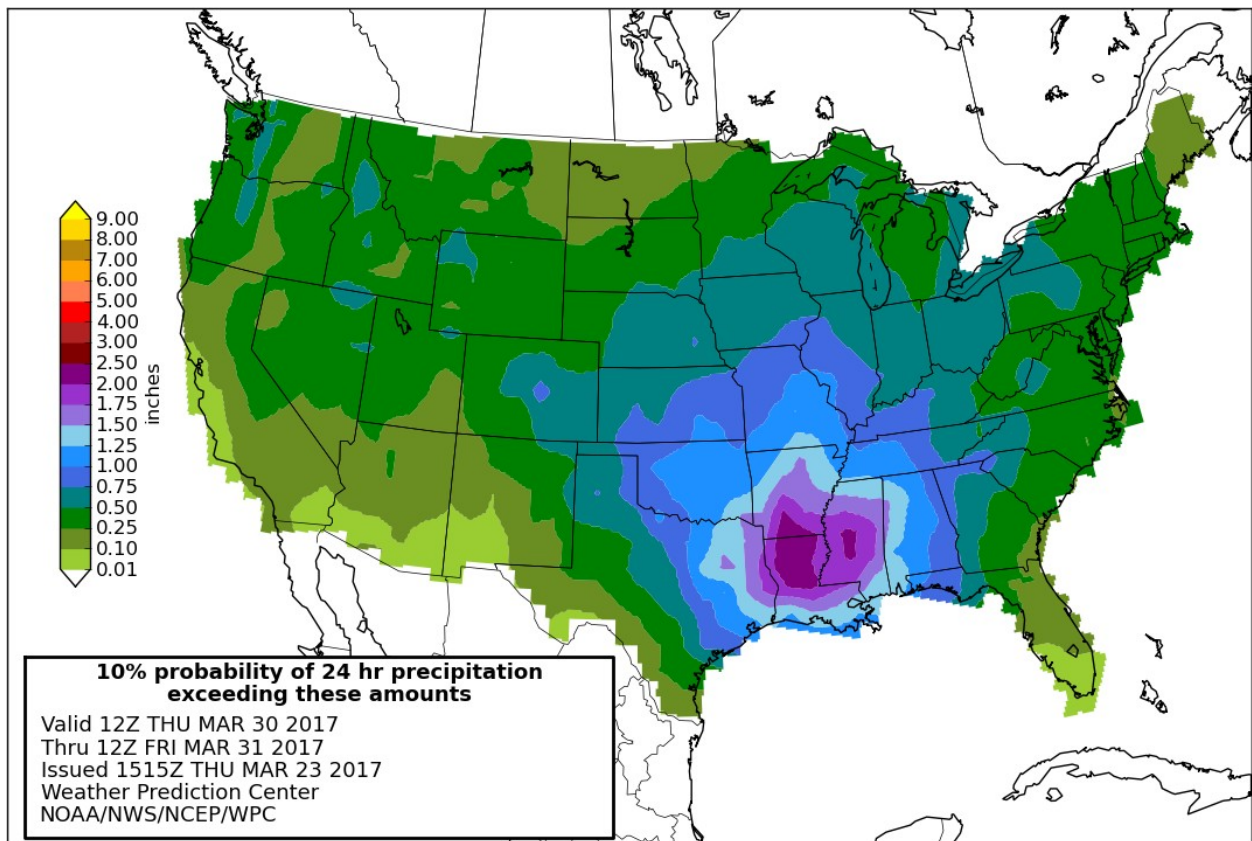 9.00
8.00
7.00
6.00
5.00
4.00
3.00
2.50
2.00
1.75
1.50
1.25
1.00
0.75
0.50
0.25
0.10
0.01
inches
10% probability of 24 hr precipitation
exceeding these amounts
Valid 12Z THU MAR 30 2017
Thru 12Z FRI MAR 31 2017
Issued 1515Z THU MAR 23 2017
Weather Prediction Center
NOAA/NWS/NCEP/WPC